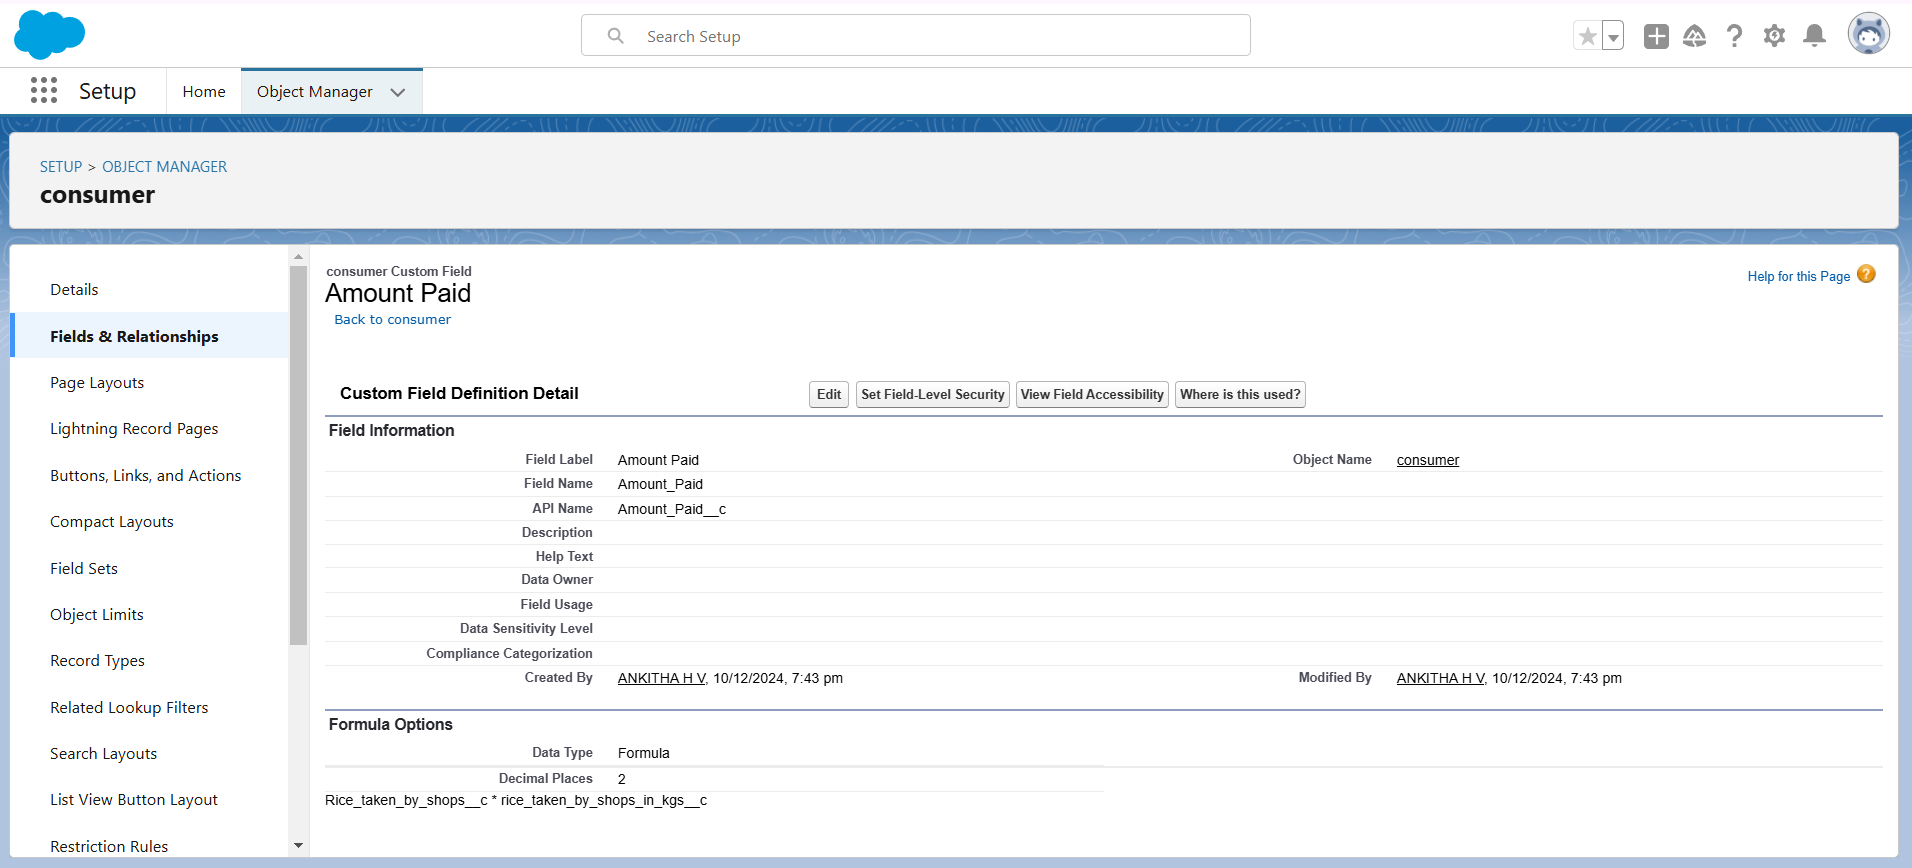 Search Setup
Setup
Home
Object Manager
SETUP > OBJECT MANAGER
consumer
Details
Fields & Relationships
Page Layouts
Lightning Record Pages
Buttons, Links, and Actions
Compact Layouts
Field Sets
Object Limits
Record Types
Related Lookup Filters
Search Layouts
List View Button Layout
Restriction Rules
consumer Custom Field
Amount Paid
Back to consumer
Help for this Page ?
Custom Field Definition Detail
Edit Set Field-Level Security View Field Accessibility Where is this used?
Field Information
Field Label Amount Paid Object Name consumer
Field Name Amount_Paid
API Name Amount_Paid__c
Description
Help Text
Data Owner
Field Usage
Data Sensitivity Level
Compliance Categorization
Created By ANKITHA H V, 10/12/2024, 7:43 pm Modified By ANKITHA H V, 10/12/2024, 7:43 pm
Formula Options
Data Type Formula
Decimal Places 2
Rice_taken_by_shops__c * rice_taken_by_shops_in_kgs__c